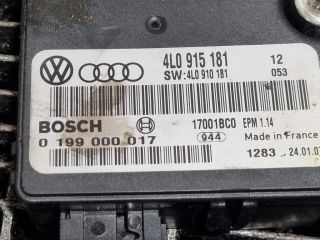 4L0 915 181 12
SW:4L0 910 181 053
BOSCH 17001BC0 EPM 1.14
0 199 000 017 944 Made in France
1283 .. 24.01.0